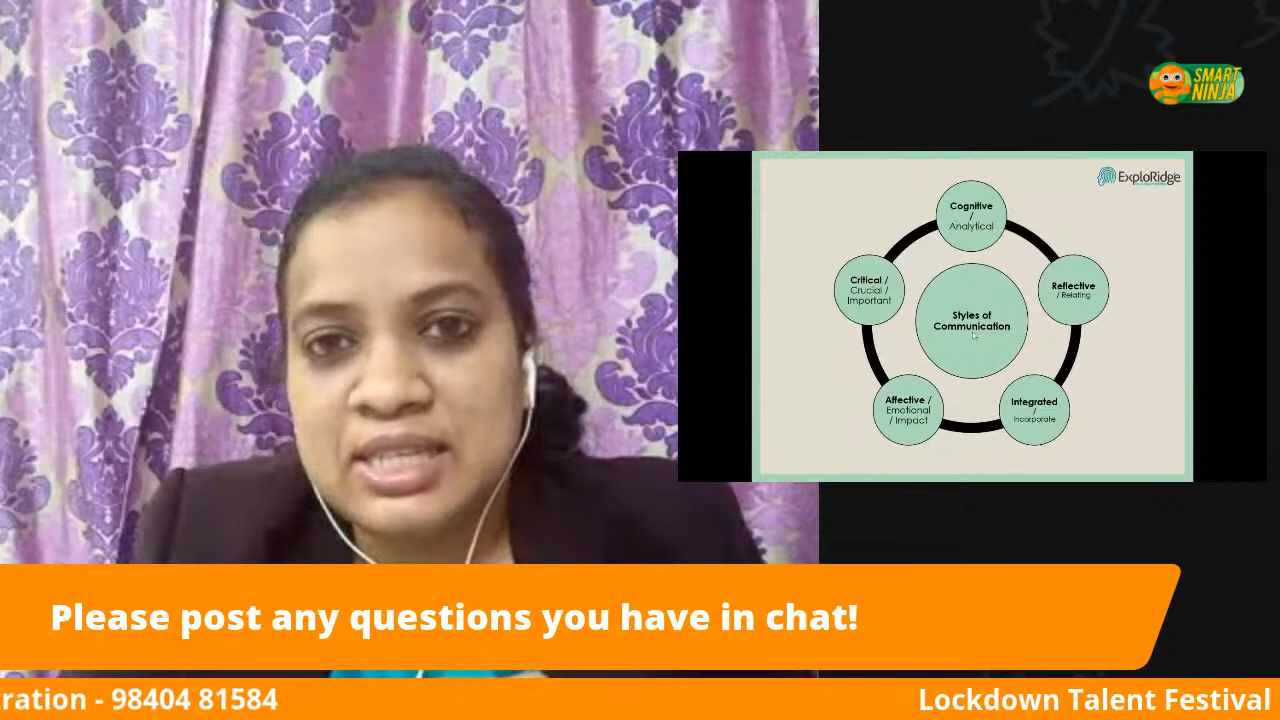 SMART
NINJA
ExploRidge
Cognitive
/
Analytical
Critical /
Crucial /
Important
Reflective
/ Relating
Styles of
Communication
Affective /
Emotional
/ Impact
Integrated
/
Incorporate
Please post any questions you have in chat!
tration - 98404 81584
Lockdown Talent Festival